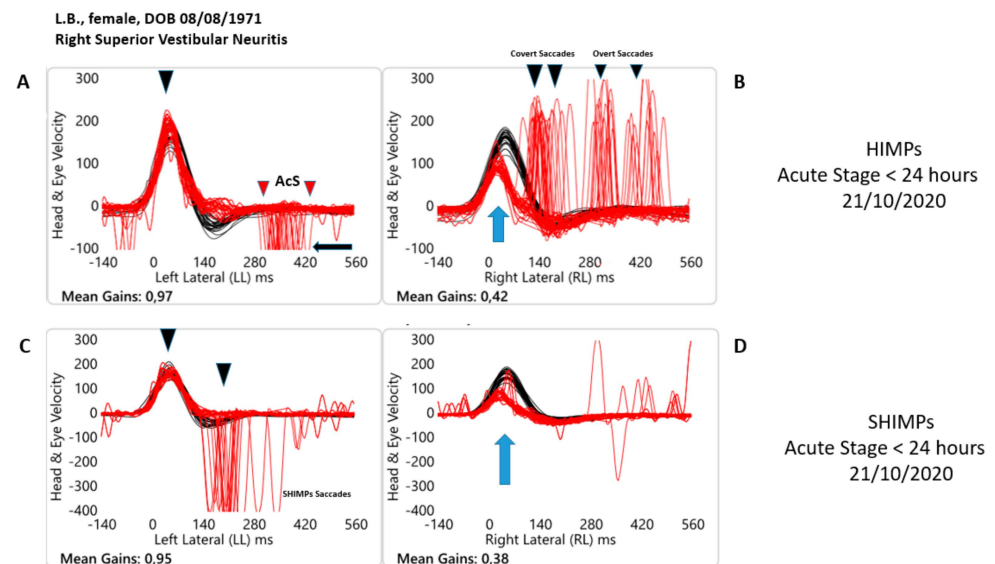 L.B., female, DOB 08/08/1971
Right Superior Vestibular Neuritis
A
300
200
100
0
-100
Head & Eye Velocity
AcS
-140 0 140 280 420 560
Left Lateral (LL) ms
Mean Gains: 0,97
Covert Saccades Overt Saccades
B
300
200
100
0
-100
Head & Eye Velocity
-140 0 140 280 420 560
Right Lateral (RL) ms
Mean Gains: 0,42
HIMPs
Acute Stage < 24 hours
21/10/2020
C
300
200
100
0
-100
-200
-300
-400
Head & Eye Velocity
SHIMPs Saccades
-140 0 140 280 420 560
Left Lateral (LL) ms
Mean Gains: 0,95
D
300
200
100
0
-100
-200
-300
-400
Head & Eye Velocity
-140 0 140 280 420 560
Right Lateral (RL) ms
Mean Gains: 0,38
SHIMPs
Acute Stage < 24 hours
21/10/2020